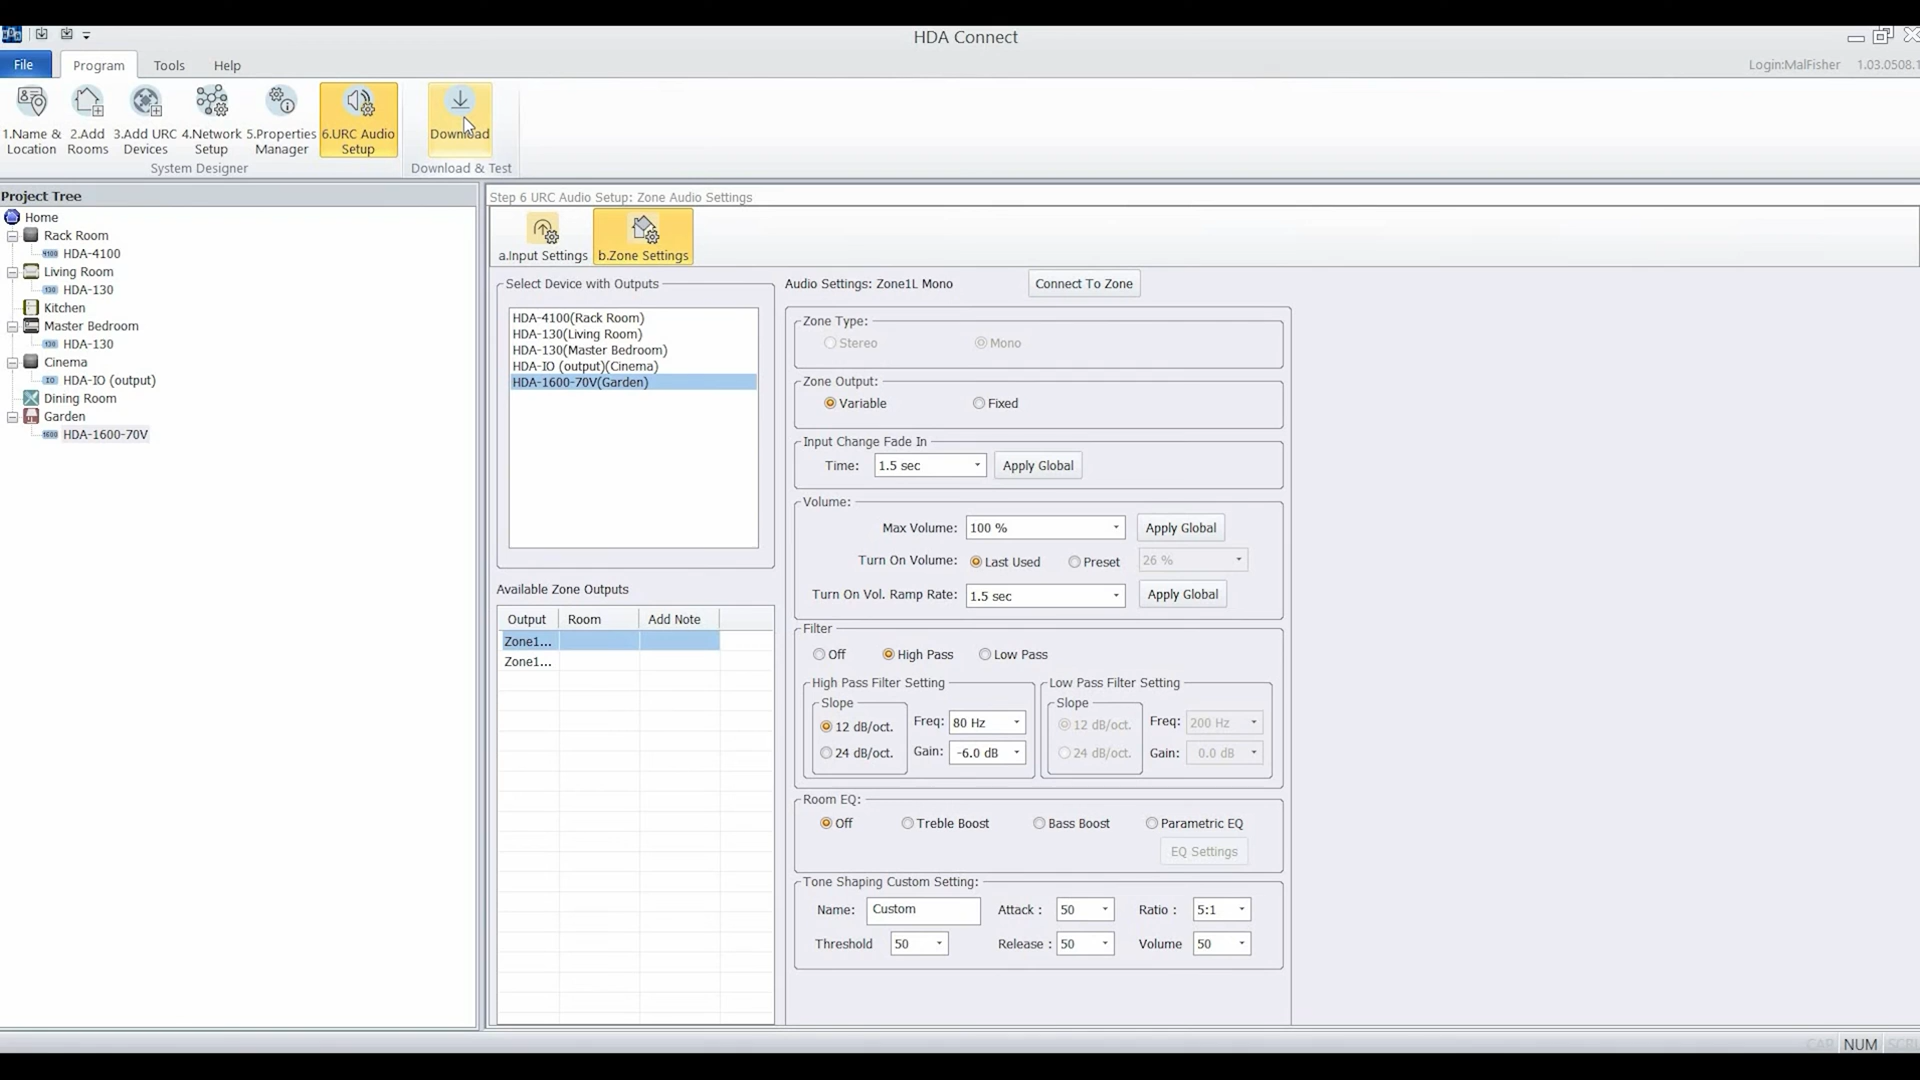 HDA Connect
File Program Tools Help
Login:MalFisher 1.03.0508.1
1.Name & Location
2.Add Rooms
3.Add URC Devices
4.Network Setup
5.Properties Manager
6.URC Audio Setup
Download
System Designer
Download & Test
Project Tree
Home
Rack Room
HDA-4100
Living Room
HDA-130
Kitchen
Master Bedroom
HDA-130
Cinema
HDA-IO (output)
Dining Room
Garden
HDA-1600-70V
Step 6 URC Audio Setup: Zone Audio Settings
a.Input Settings b.Zone Settings
Select Device with Outputs
HDA-4100(Rack Room)
HDA-130(Living Room)
HDA-130(Master Bedroom)
HDA-IO (output)(Cinema)
HDA-1600-70V(Garden)
Available Zone Outputs
Output Room Add Note
Zone1...
Zone1...
Audio Settings: Zone1L Mono Connect To Zone
Zone Type:
Stereo Mono
Zone Output:
Variable Fixed
Input Change Fade In
Time: 1.5 sec Apply Global
Volume:
Max Volume: 100 % Apply Global
Turn On Volume: Last Used Preset 26 %
Turn On Vol. Ramp Rate: 1.5 sec Apply Global
Filter
Off High Pass Low Pass
High Pass Filter Setting
Slope
12 dB/oct. Freq: 80 Hz
24 dB/oct. Gain: -6.0 dB
Low Pass Filter Setting
Slope
12 dB/oct. Freq: 200 Hz
24 dB/oct. Gain: 0.0 dB
Room EQ:
Off Treble Boost Bass Boost Parametric EQ
EQ Settings
Tone Shaping Custom Setting:
Name: Custom Attack : 50 Ratio : 5:1
Threshold 50 Release : 50 Volume 50
CAP NUM SCRL